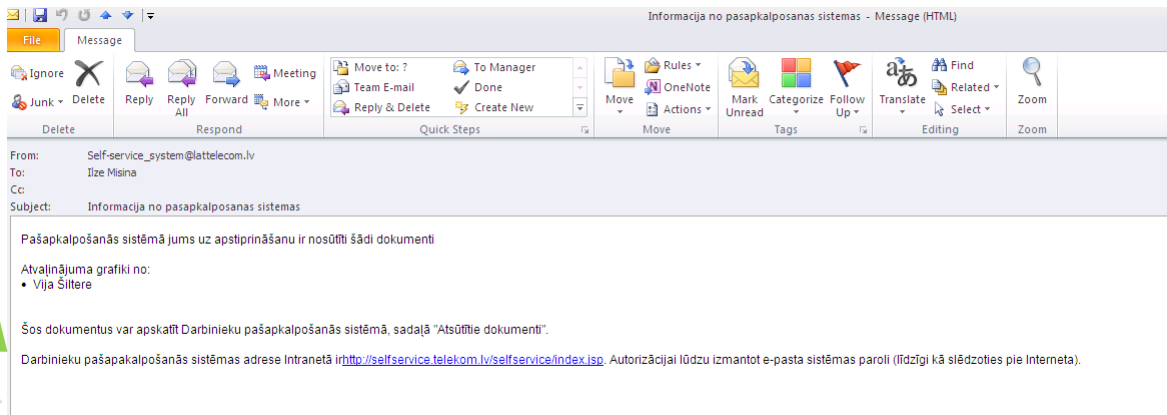 Informacija no pasapkalposanas sistemas - Message (HTML)
File Message
Ignore
Junk
Delete
Reply
Reply All
Forward
Meeting
More
Move to: ?
Team E-mail
Reply & Delete
To Manager
Done
Create New
Move
Rules
OneNote
Actions
Mark Unread
Categorize
Follow Up
Translate
Find
Related
Select
Zoom
Delete Respond Quick Steps Move Tags Editing Zoom
From: Self-service_system@lattelecom.lv
To: Ilze Misina
Cc:
Subject: Informacija no pasapkalposanas sistemas
Pašapkalpošanās sistēmā jums uz apstiprināšanu ir nosūtīti šādi dokumenti
Atvaļinājuma grafiki no:
• Vija Šiltere
Šos dokumentus var apskatīt Darbinieku pašapkalpošanās sistēmā, sadaļā "Atsūtītie dokumenti".
Darbinieku pašapakalpošanās sistēmas adrese Intranetā irhttp://selfservice.telekom.lv/selfservice/index.jsp. Autorizācijai lūdzu izmantot e-pasta sistēmas paroli (līdzīgi kā slēdzoties pie Interneta).